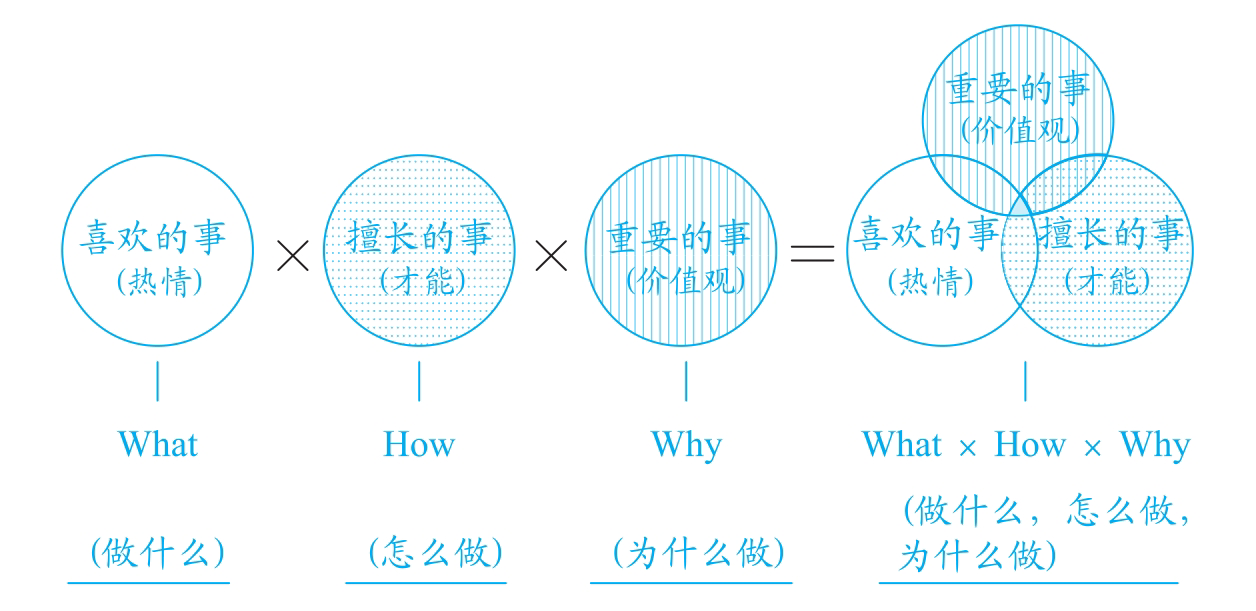 重要的事
(价值观)
喜欢的事
(热情)
×
擅长的事
(才能)
×
重要的事
(价值观)
=
喜欢的事
(热情)
擅长的事
(才能)
What
How
Why
What × How × Why
(做什么)
(怎么做)
(为什么做)
(做什么，怎么做，
为什么做)